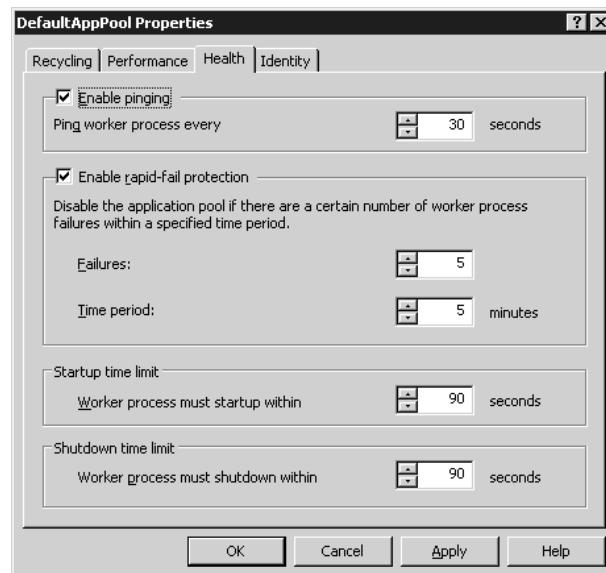 DefaultAppPool Properties
Recycling Performance Health Identity
Enable pinging
Ping worker process every 30 seconds
Enable rapid-fail protection
Disable the application pool if there are a certain number of worker process
failures within a specified time period.
Failures: 5
Time period: 5 minutes
Startup time limit
Worker process must startup within 90 seconds
Shutdown time limit
Worker process must shutdown within 90 seconds
OK Cancel Apply Help